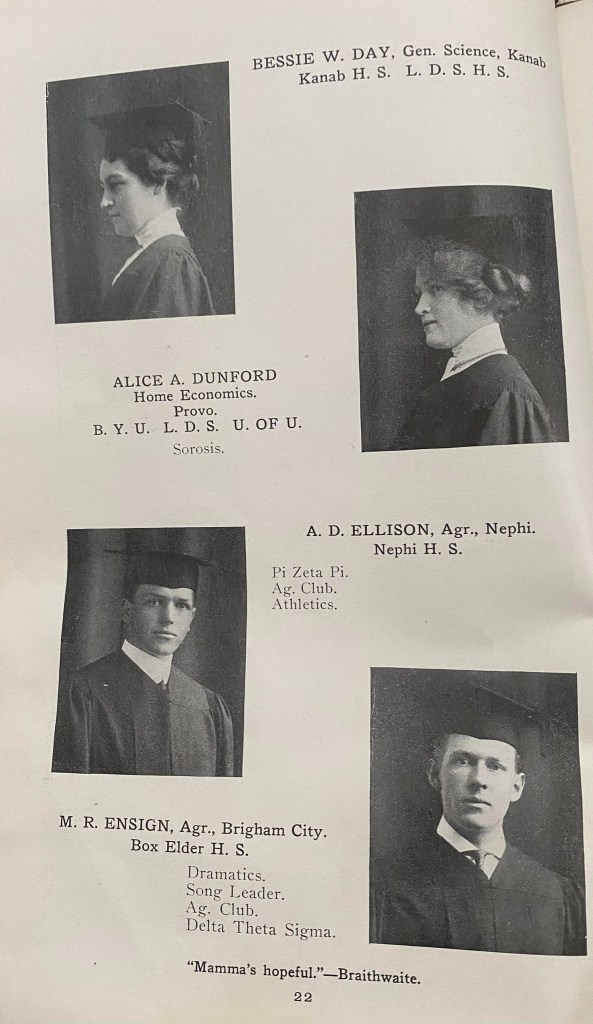 BESSIE W. DAY, Gen. Science, Kanab
Kanab H. S. L. D. S. H. S.
ALICE A. DUNFORD
Home Economics.
Provo.
B. Y. U. L. D. S. U. OF U.
Sorosis.
A. D. ELLISON, Agr., Nephi.
Nephi H. S.
Pi Zeta Pi.
Ag. Club.
Athletics.
M. R. ENSIGN, Agr., Brigham City.
Box Elder H. S.
Dramatics.
Song Leader.
Ag. Club.
Delta Theta Sigma.
"Mamma's hopeful."—Braithwaite.
22